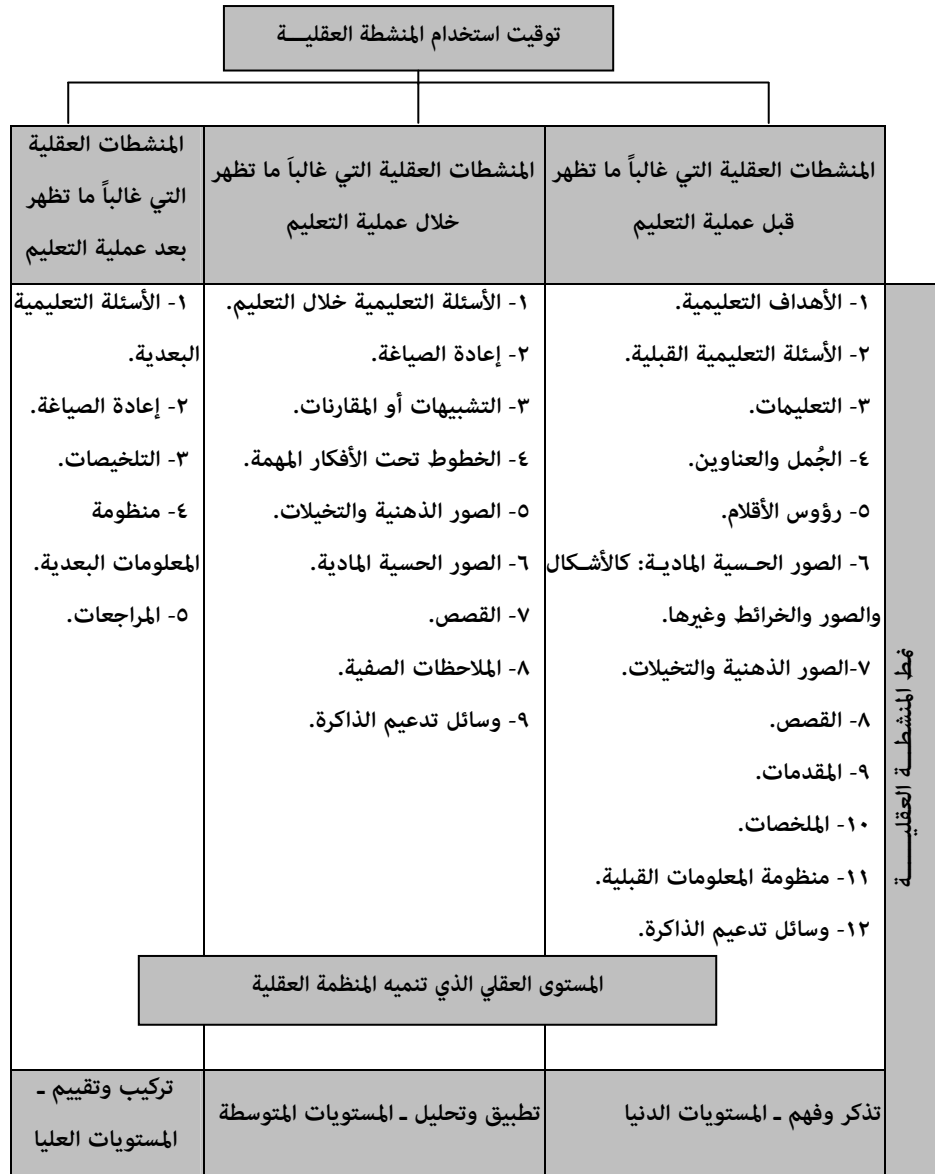 توقيت استخدام المنشطة العقليـــة
المنشطات العقلية التي غالباً ما تظهر
قبل عملية التعليم
المنشطات العقلية التي غالباَ ما تظهر
خلال عملية التعليم
المنشطات العقلية
التي غالباً ما تظهر
بعد عملية التعليم
١- الأهداف التعليمية.
٢- الأسئلة التعليمية القبلية.
٣- التعليمات.
٤- الجُمل والعناوين.
٥- رؤوس الأقلام.
٦- الصور الحـسية الماديـة: كالأشـكال
والصور والخرائط وغيرها.
٧-الصور الذهنية والتخيلات.
٨- القصص.
٩- المقدمات.
١٠- الملخصات.
١١- منظومة المعلومات القبلية.
١٢- وسائل تدعيم الذاكرة.
١- الأسئلة التعليمية خلال التعليم.
٢- إعادة الصياغة.
٣- التشبيهات أو المقارنات.
٤- الخطوط تحت الأفكار المهمة.
٥- الصور الذهنية والتخيلات.
٦- الصور الحسية المادية.
٧- القصص.
٨- الملاحظات الصفية.
٩- وسائل تدعيم الذاكرة.
١- الأسئلة التعليمية
البعدية.
٢- إعادة الصياغة.
٣- التلخيصات.
٤- منظومة
المعلومات البعدية.
٥- المراجعات.
نمط المنشطـــة العقليـــــة
المستوى العقلي الذي تنميه المنظمة العقلية
تذكر وفهم ـ المستويات الدنيا
تطبيق وتحليل ـ المستويات المتوسطة
تركيب وتقييم ـ
المستويات العليا